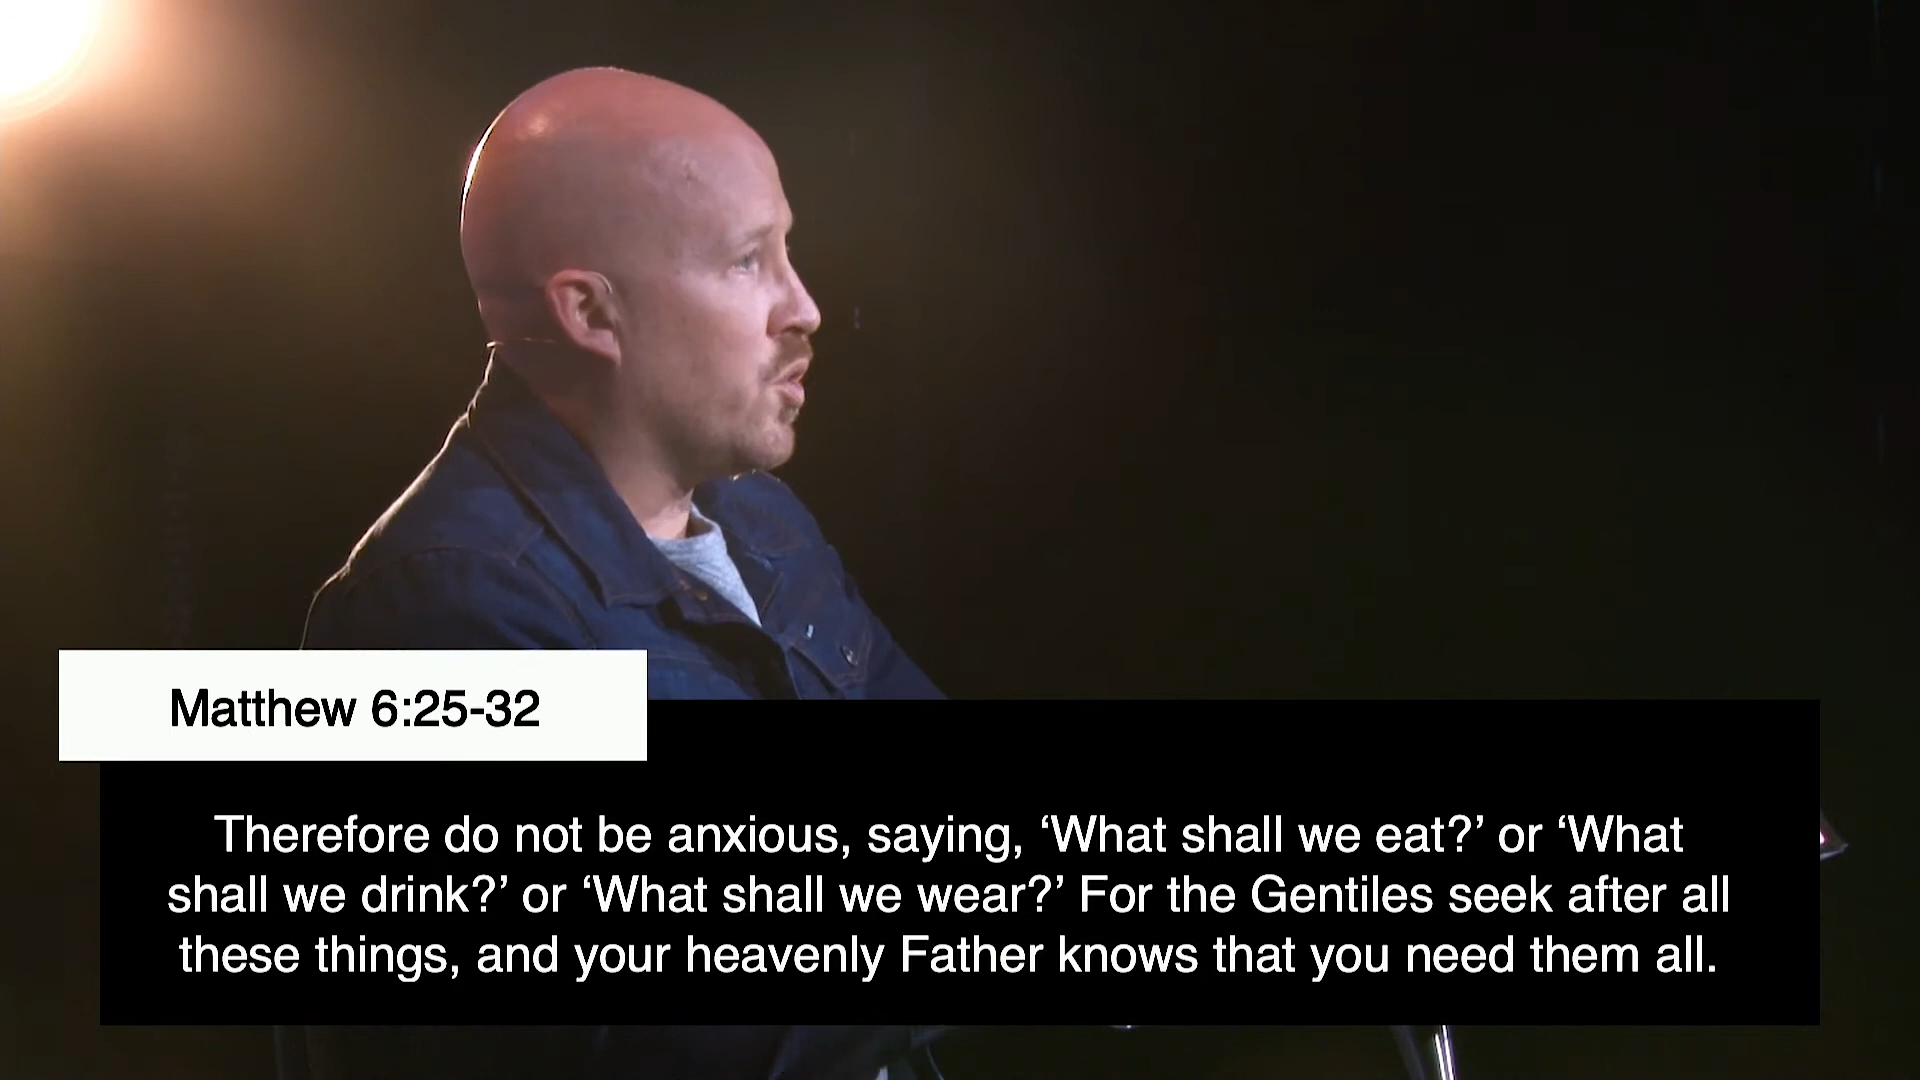 Matthew 6:25-32
Therefore do not be anxious, saying, ‘What shall we eat?’ or ‘What
shall we drink?’ or ‘What shall we wear?’ For the Gentiles seek after all
these things, and your heavenly Father knows that you need them all.